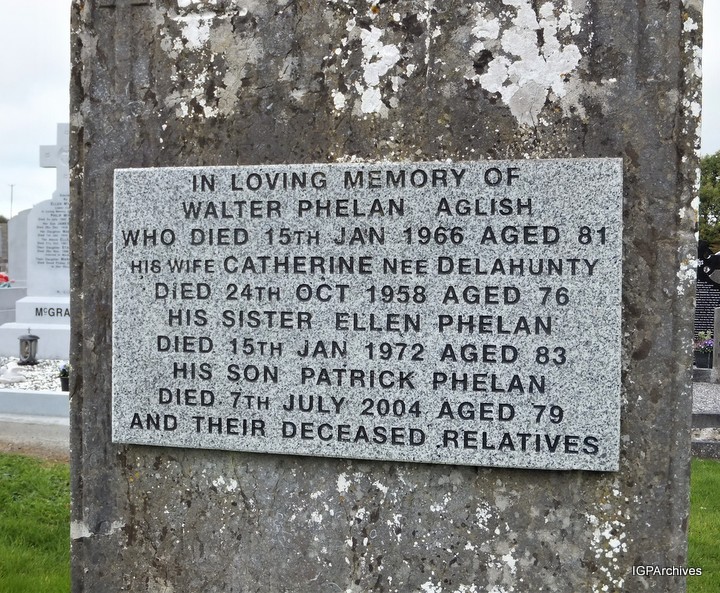 IN LOVING MEMORY OF
WALTER PHELAN AGLISH
WHO DIED 15TH JAN 1966 AGED 81
HIS WIFE CATHERINE NEE DELAHUNTY
DIED 24TH OCT 1958 AGED 76
HIS SISTER ELLEN PHELAN
DIED 15TH JAN 1972 AGED 83
HIS SON PATRICK PHELAN
DIED 7TH JULY 2004 AGED 79
AND THEIR DECEASED RELATIVES
McGRA
IGPArchives